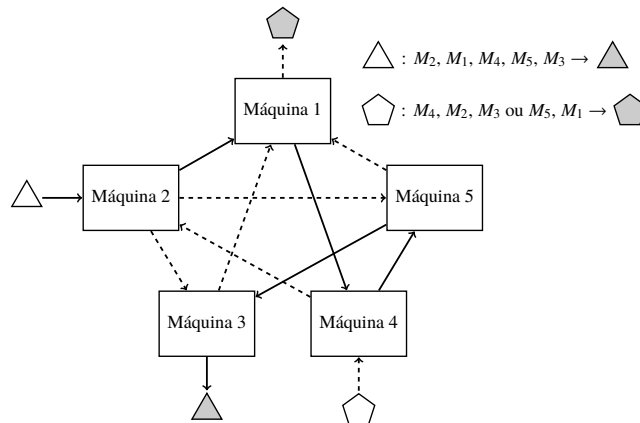 : M₂, M₁, M₄, M₅, M₃ →
: M₄, M₂, M₃ ou M₅, M₁ →
Máquina 1
Máquina 2
Máquina 5
Máquina 3
Máquina 4